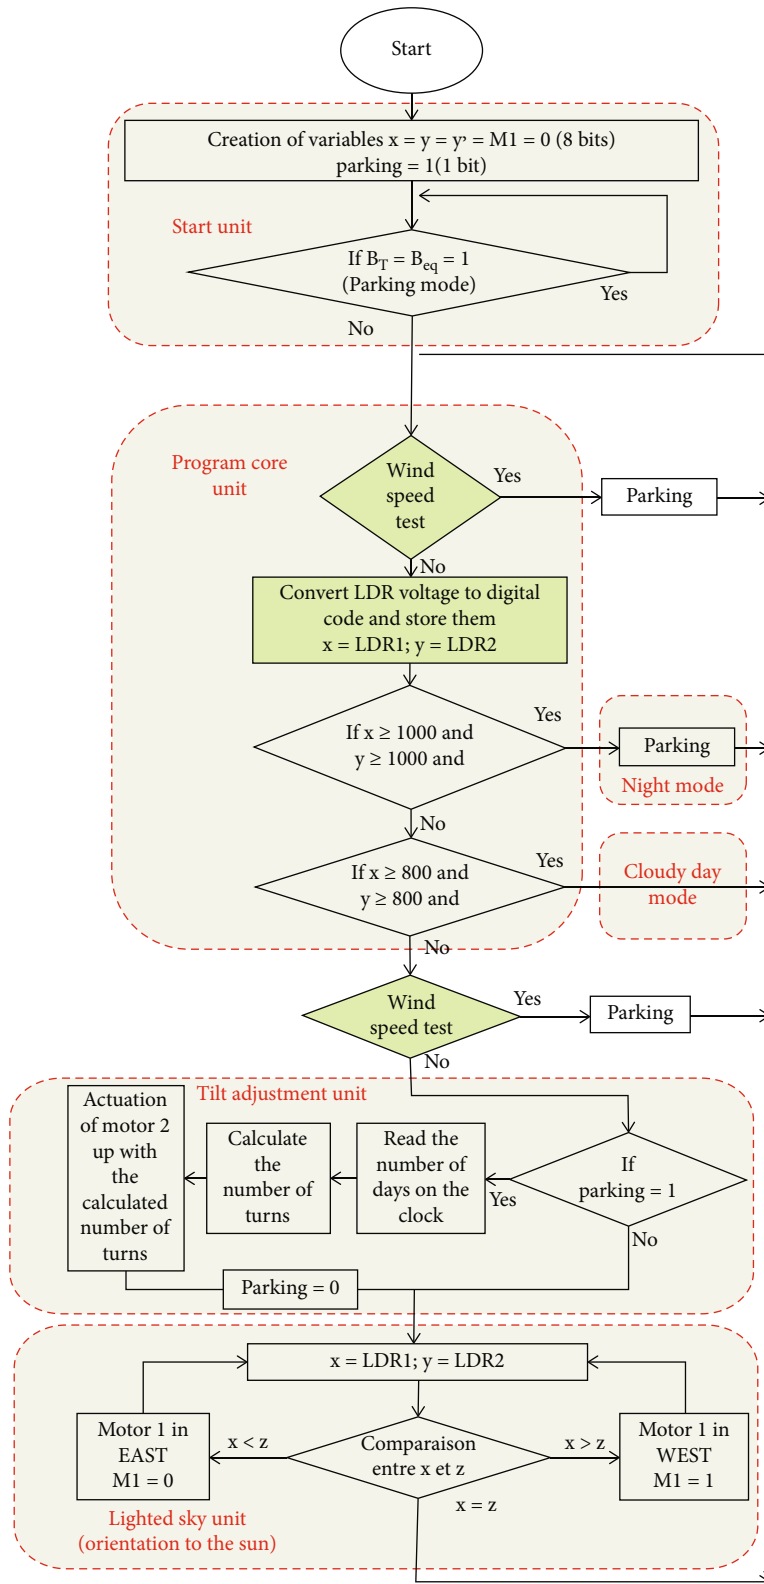 Start
Creation of variables x = y = y’ = M1 = 0 (8 bits)
parking = 1(1 bit)
Start unit
If B_T = B_eq = 1
(Parking mode)
Yes
No
Program core
unit
Wind
speed
test
Yes
Parking
No
Convert LDR voltage to digital
code and store them
x = LDR1; y = LDR2
If x ≥ 1000 and
y ≥ 1000 and
Yes
Parking
Night mode
No
If x ≥ 800 and
y ≥ 800 and
Yes
Cloudy day
mode
No
Wind
speed test
Yes
Parking
No
Tilt adjustment unit
Actuation
of motor 2
up with
the
calculated
number of
turns
Calculate
the
number of
turns
Read the
number of
days on the
clock
Yes
If
parking = 1
No
Parking = 0
x = LDR1; y = LDR2
Motor 1 in
EAST
M1 = 0
x < z
Comparaison
entre x et z
x > z
Motor 1 in
WEST
M1 = 1
x = z
Lighted sky unit
(orientation to the sun)